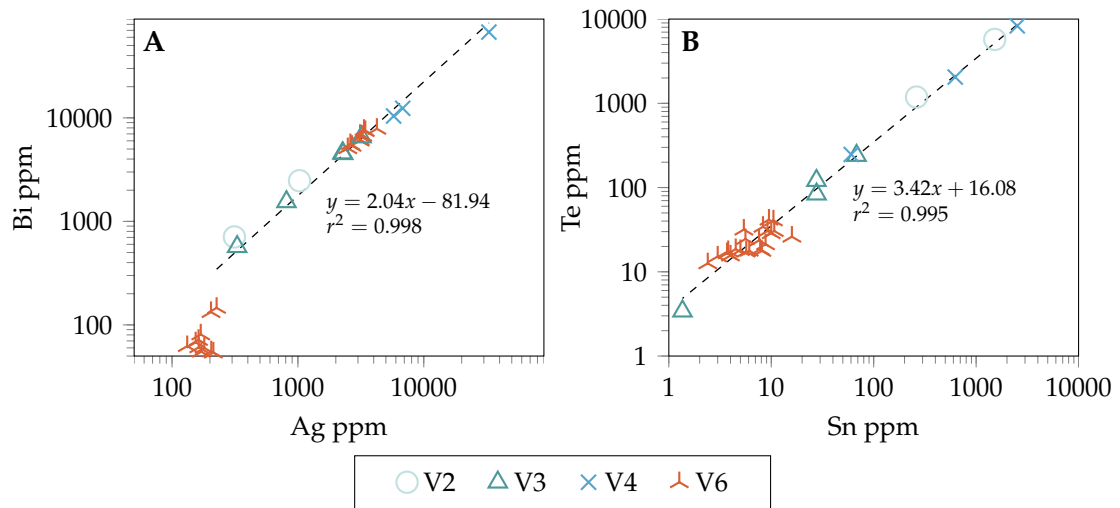 A
Bi ppm
10000
1000
100
y = 2.04x − 81.94
r² = 0.998
100
1000
10000
Ag ppm
B
Te ppm
10000
1000
100
10
1
y = 3.42x + 16.08
r² = 0.995
1
10
100
1000
10000
Sn ppm
V2
V3
V4
V6